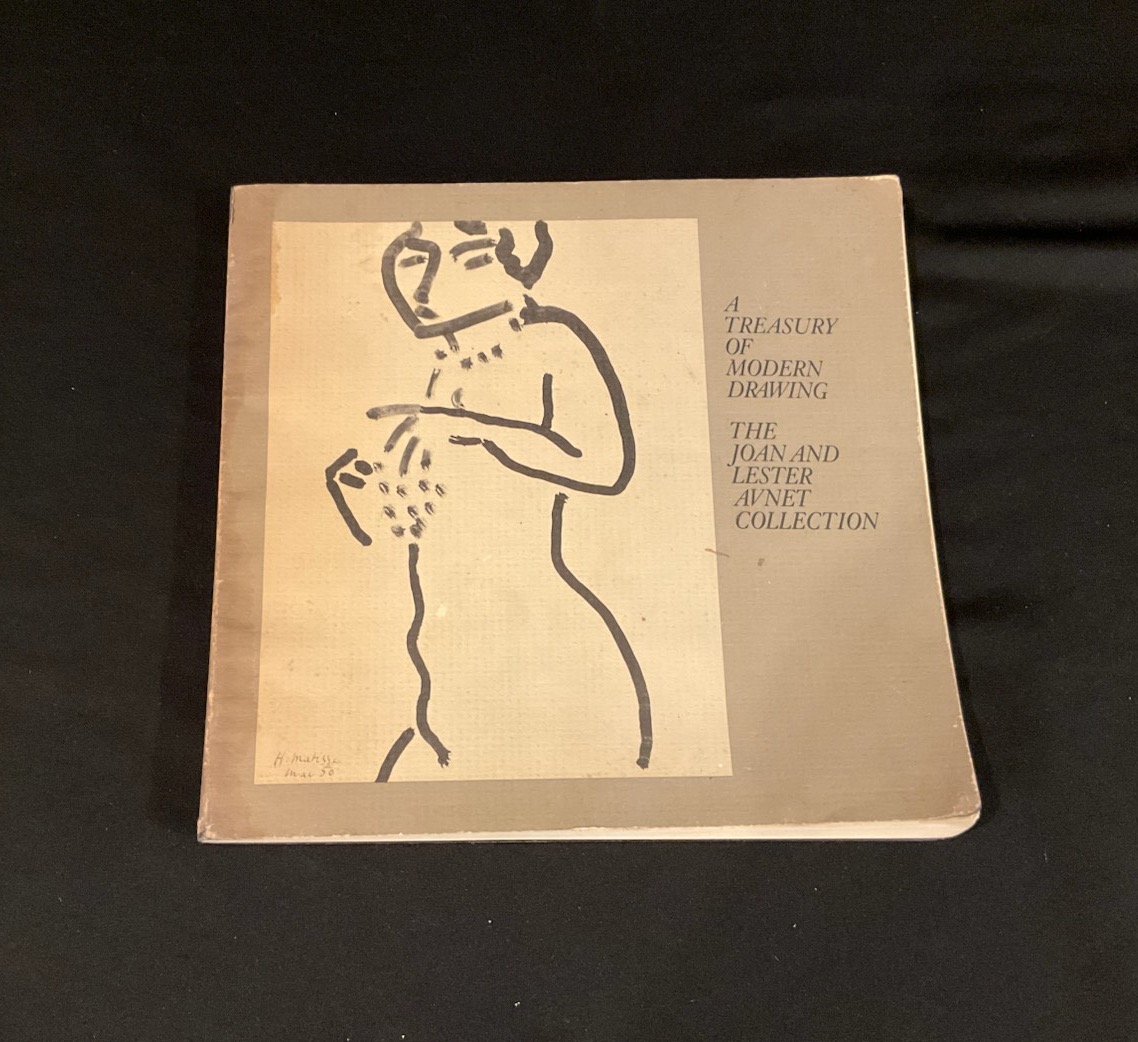 A
TREASURY
OF
MODERN
DRAWING
THE
JOAN AND
LESTER
AVNET
COLLECTION
H. Matisse
mai 50